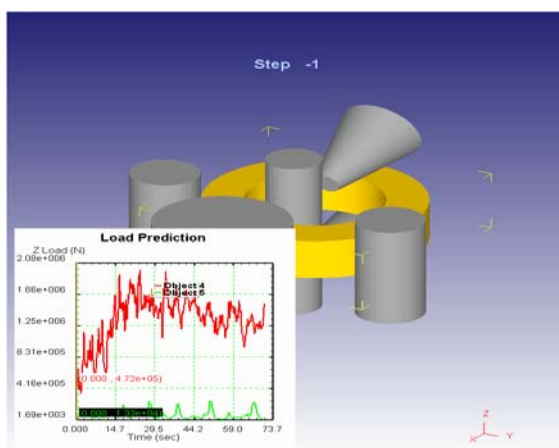 Step -1
Load Prediction
Z Load (N)
2.08e+006
1.66e+006
1.25e+006
8.31e+005
4.16e+005
1.69e+003
Object 4
Object 5
(0.000 , 4.72e+05)
0.000 14.7 29.5 44.2 59.0 73.7
Time (sec)
Z
X Y